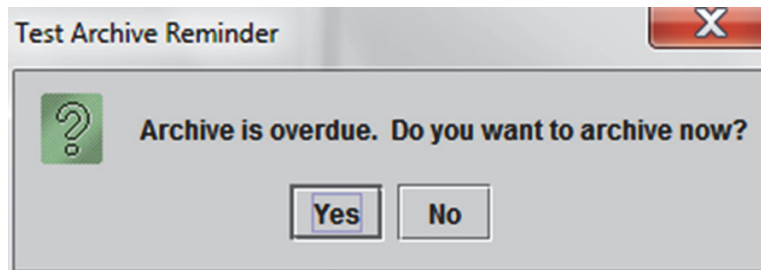 Test Archive Reminder
Archive is overdue.  Do you want to archive now?
Yes No